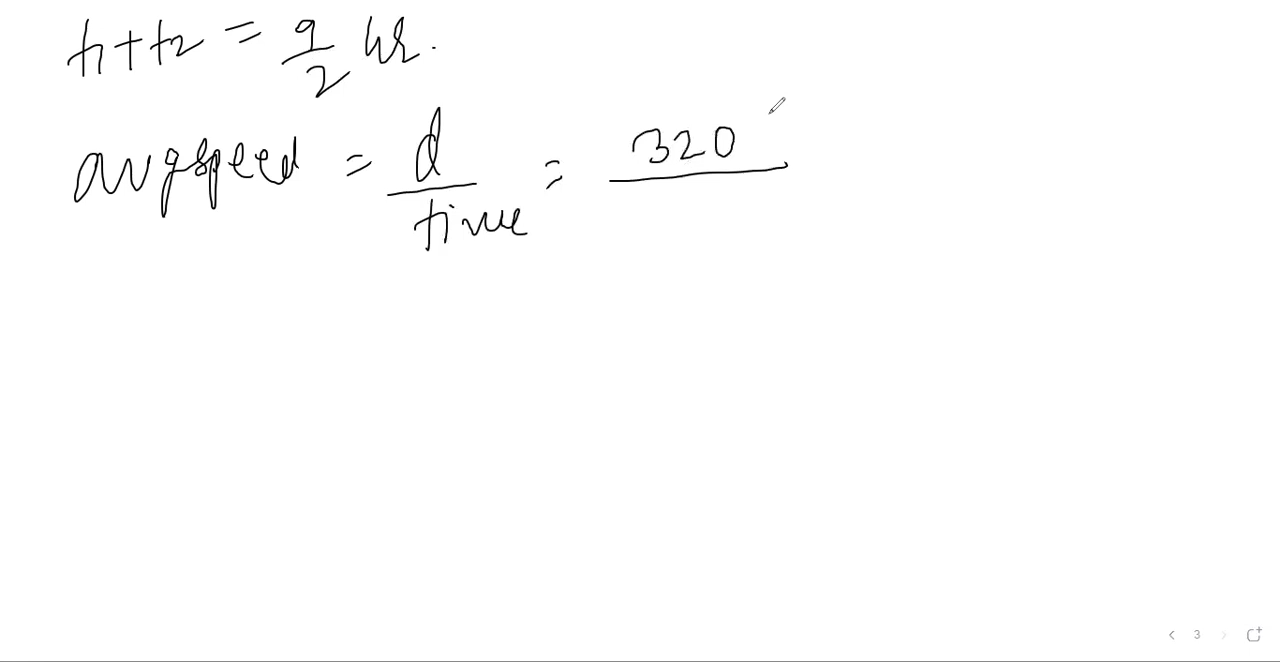 t1+t2 = 9/2 hr.
avgspeed = d/time = 320/
3